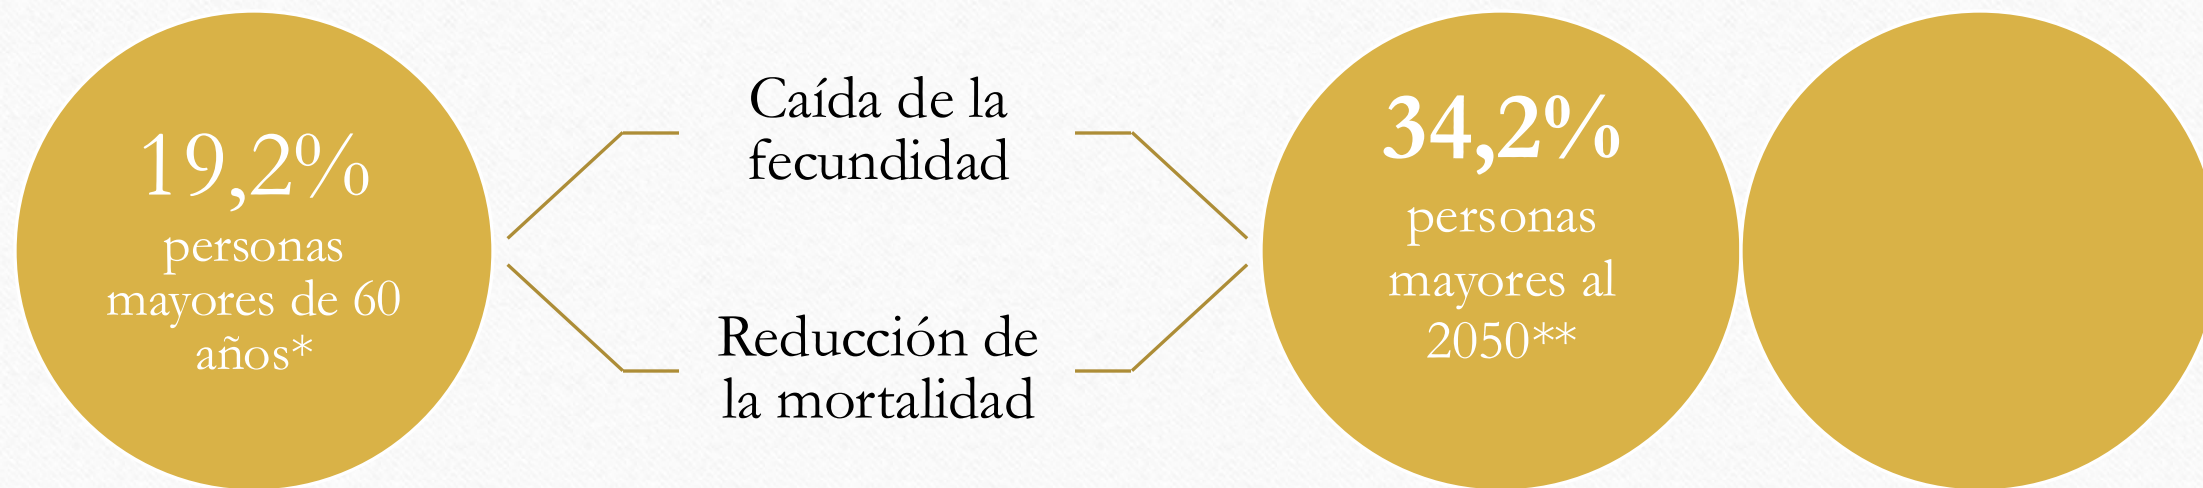 19,2%
personas
mayores de 60
años*
Caída de la
fecundidad
Reducción de
la mortalidad
34,2%
personas
mayores al
2050**